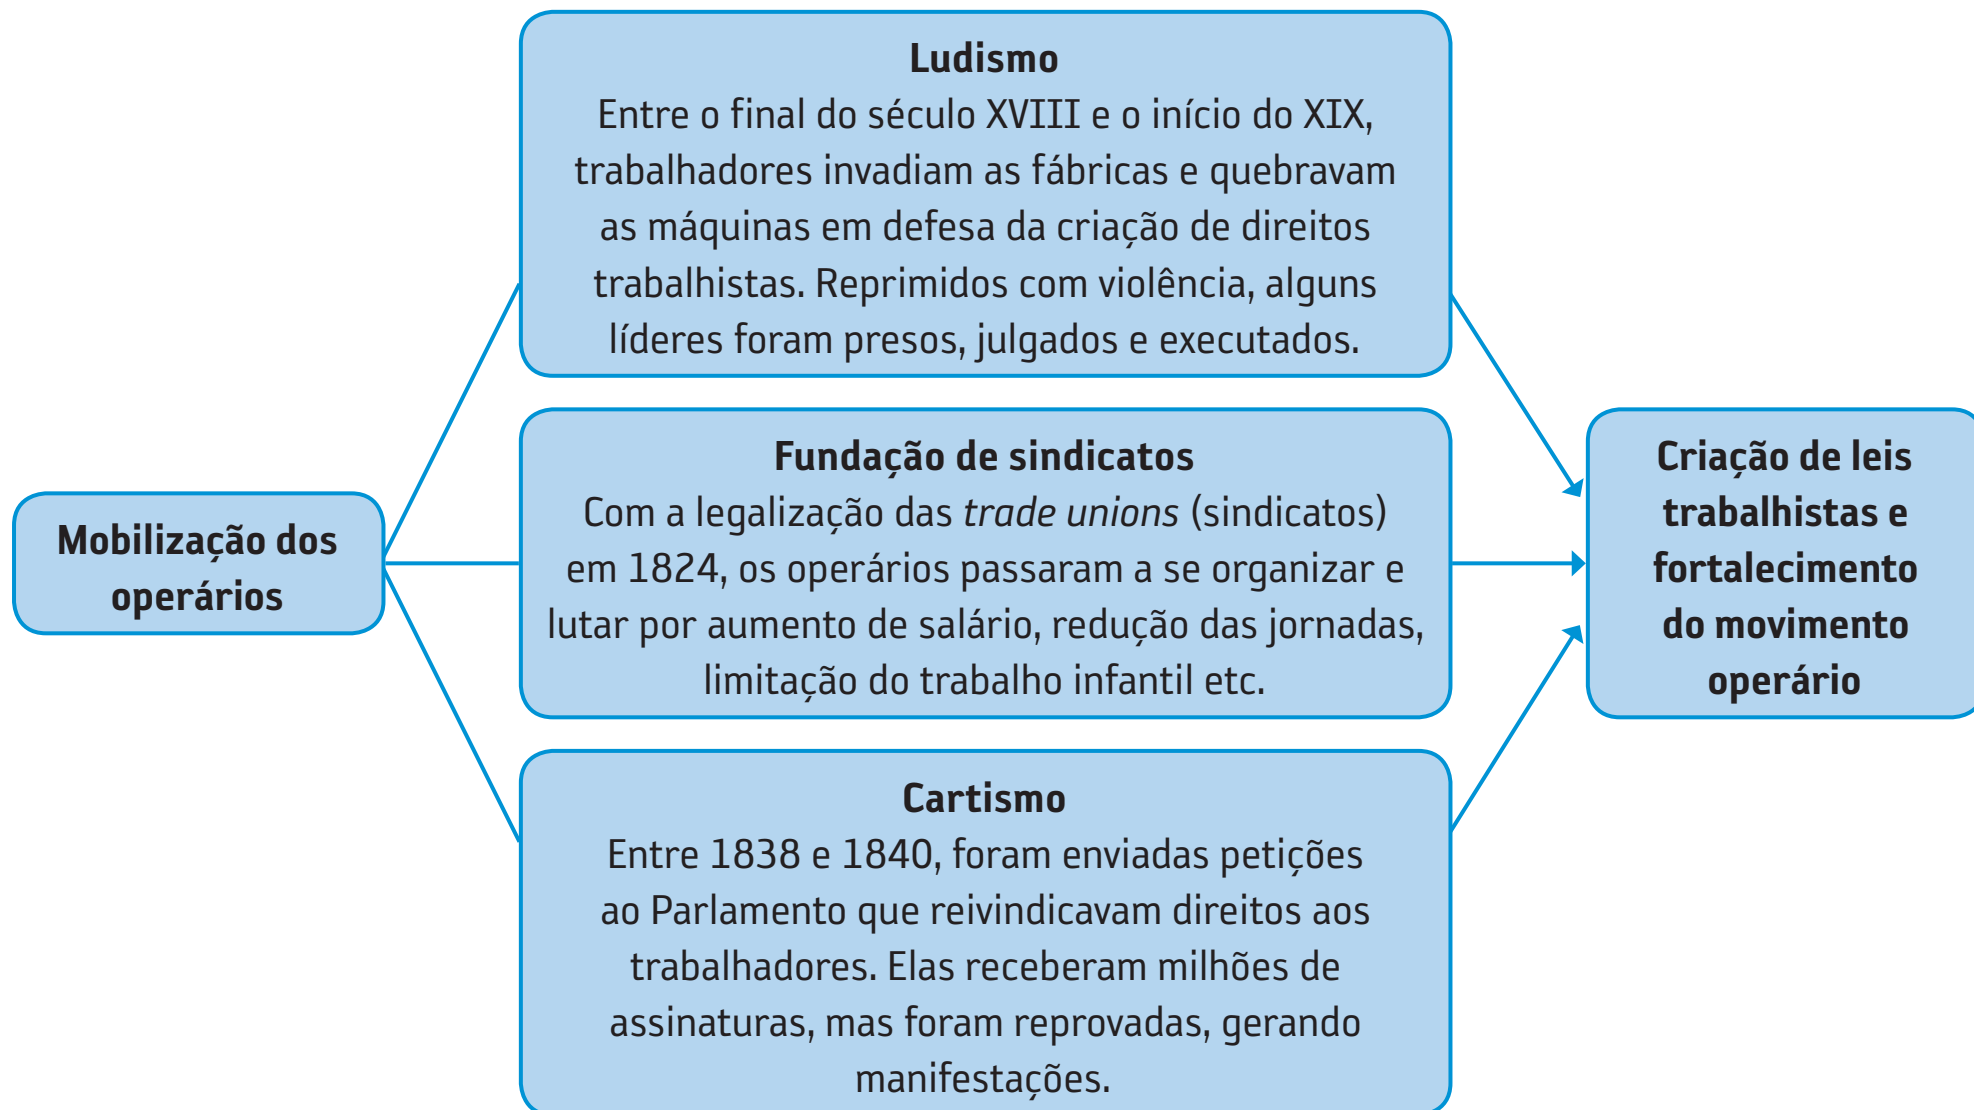 Mobilização dos
operários
Ludismo
Entre o final do século XVIII e o início do XIX,
trabalhadores invadiam as fábricas e quebravam
as máquinas em defesa da criação de direitos
trabalhistas. Reprimidos com violência, alguns
líderes foram presos, julgados e executados.
Fundação de sindicatos
Com a legalização das trade unions (sindicatos)
em 1824, os operários passaram a se organizar e
lutar por aumento de salário, redução das jornadas,
limitação do trabalho infantil etc.
Cartismo
Entre 1838 e 1840, foram enviadas petições
ao Parlamento que reivindicavam direitos aos
trabalhadores. Elas receberam milhões de
assinaturas, mas foram reprovadas, gerando
manifestações.
Criação de leis
trabalhistas e
fortalecimento
do movimento
operário